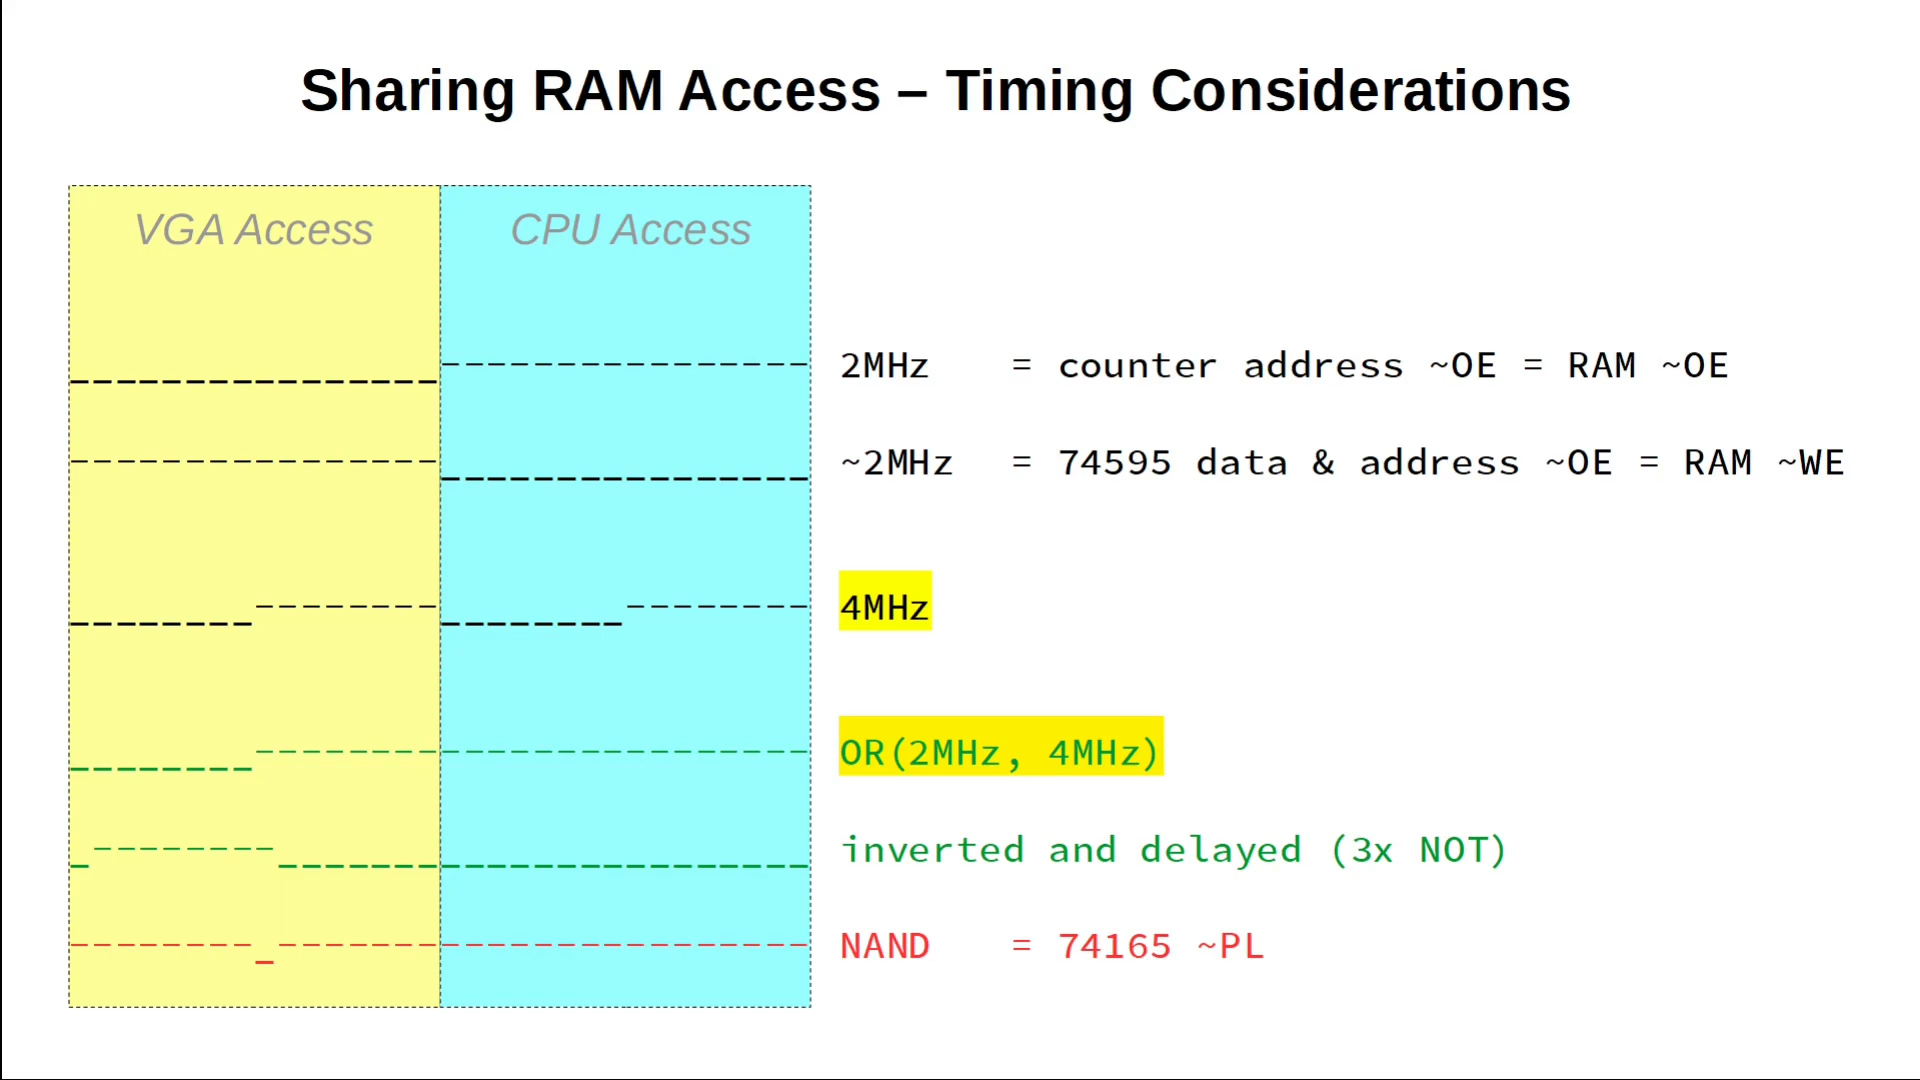 Sharing RAM Access – Timing Considerations
VGA Access
CPU Access
2MHz = counter address ~OE = RAM ~OE
~2MHz = 74595 data & address ~OE = RAM ~WE
4MHz
OR(2MHz, 4MHz)
inverted and delayed (3x NOT)
NAND = 74165 ~PL